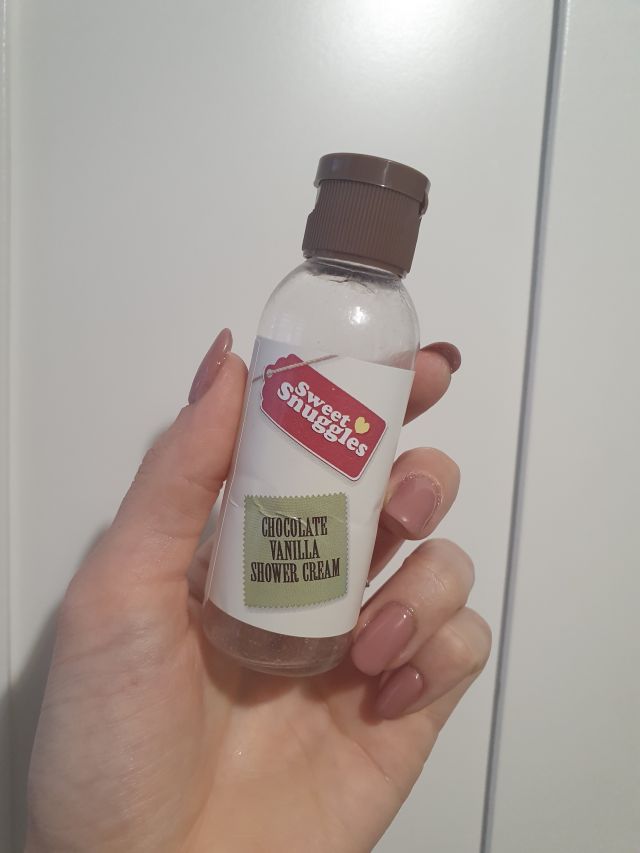 Sweet
Snuggles
CHOCOLATE
VANILLA
SHOWER CREAM